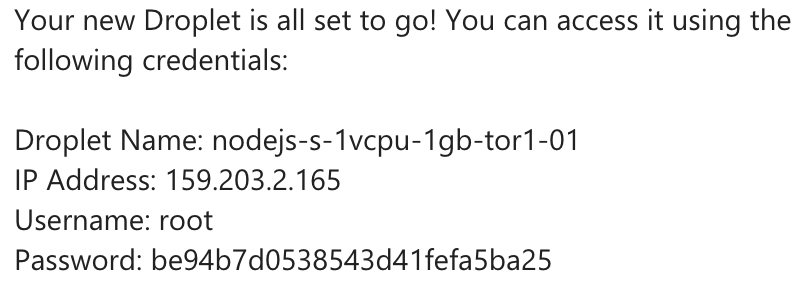 Your new Droplet is all set to go! You can access it using the
following credentials:
Droplet Name: nodejs-s-1vcpu-1gb-tor1-01
IP Address: 159.203.2.165
Username: root
Password: be94b7d0538543d41fefa5ba25